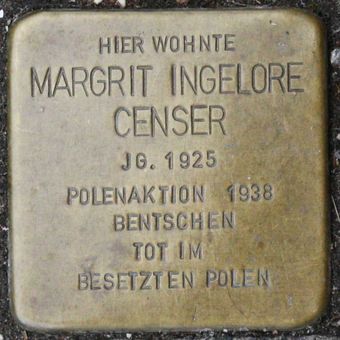 HIER WOHNTE
MARGRIT INGELORE
CENSER
JG. 1925
POLENAKTION 1938
BENTSCHEN
TOT IM
BESETZTEN POLEN